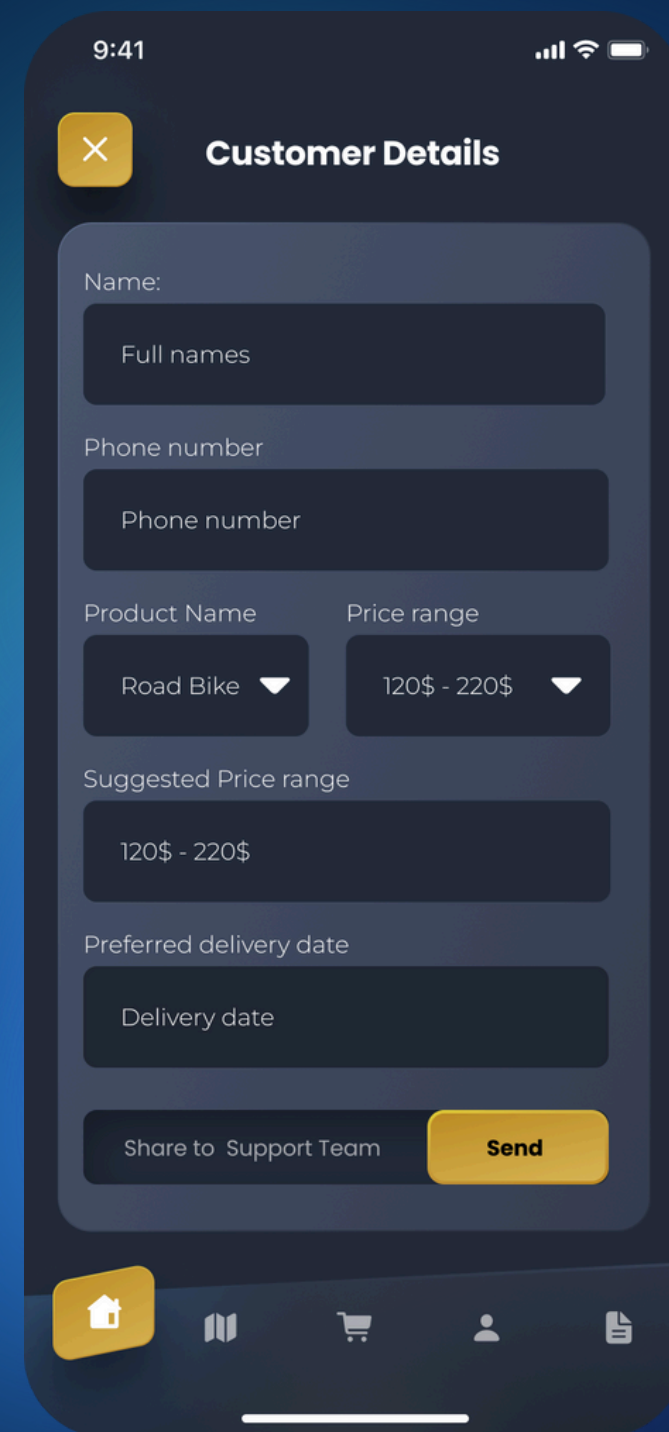 9:41
Customer Details
Name:
Full names
Phone number
Phone number
Product Name Price range
Road Bike 120$ - 220$
Suggested Price range
120$ - 220$
Preferred delivery date
Delivery date
Share to  Support Team Send